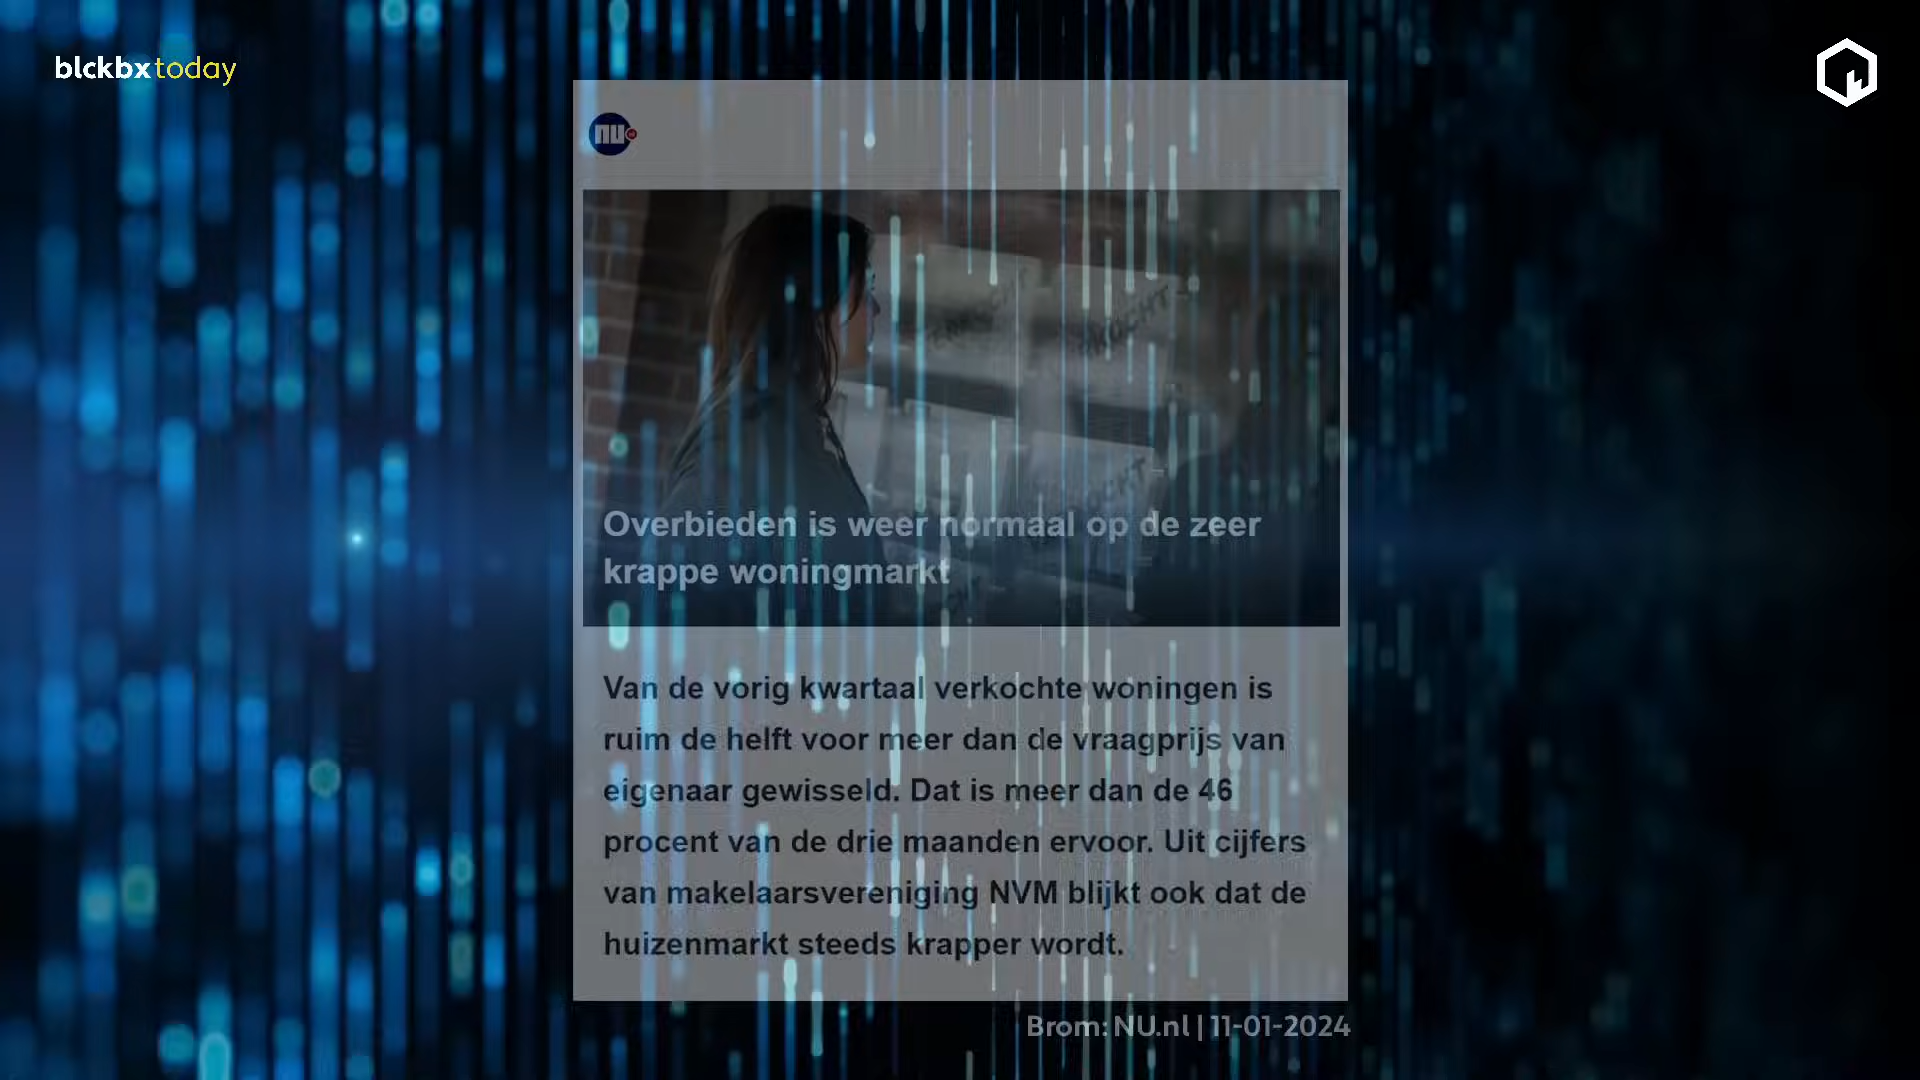 blckbxtoday
nu
Overbieden is weer normaal op de zeer
krappe woningmarkt
Van de vorig kwartaal verkochte woningen is
ruim de helft voor meer dan de vraagprijs van
eigenaar gewisseld. Dat is meer dan de 46
procent van de drie maanden ervoor. Uit cijfers
van makelaarsvereniging NVM blijkt ook dat de
huizenmarkt steeds krapper wordt.
Brom: NU.nl | 11-01-2024